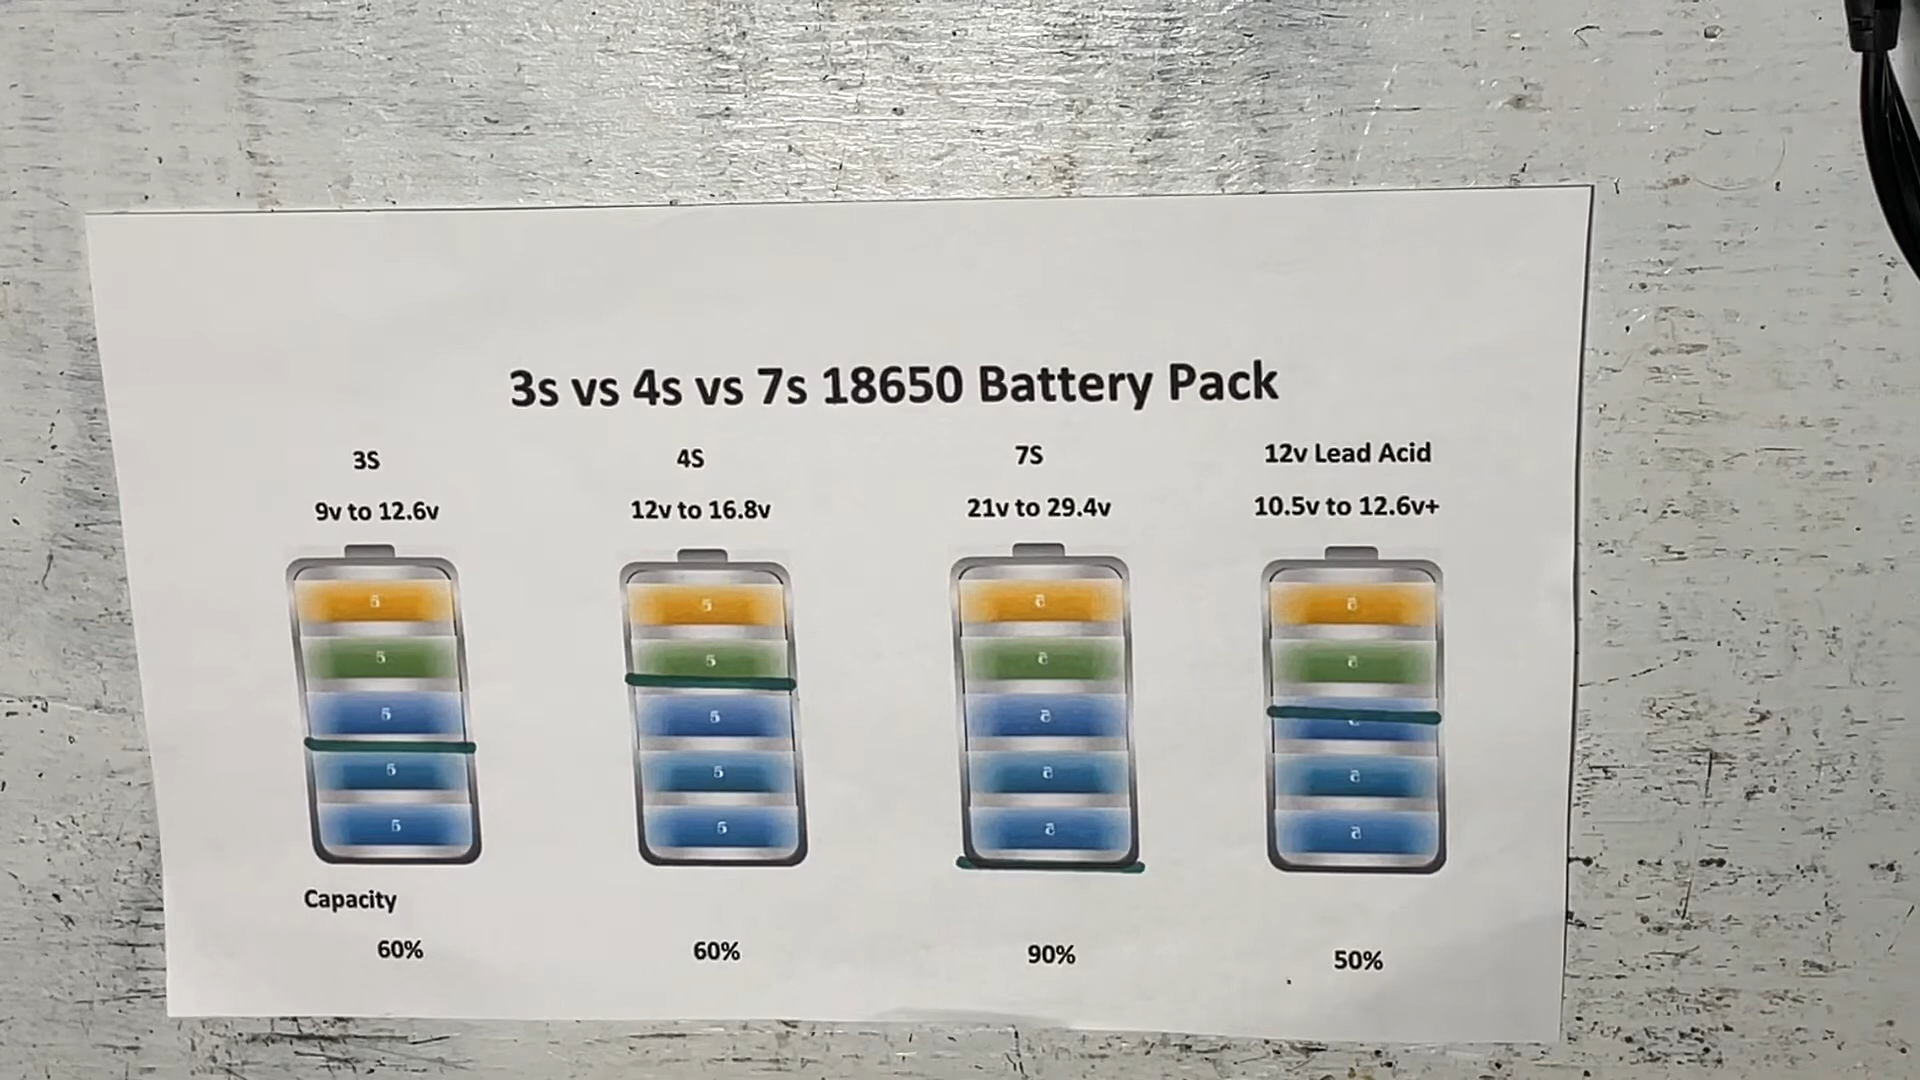 3s vs 4s vs 7s 18650 Battery Pack
3S 4S 7S 12v Lead Acid
9v to 12.6v 12v to 16.8v 21v to 29.4v 10.5v to 12.6v+
Capacity
60% 60% 90% 50%